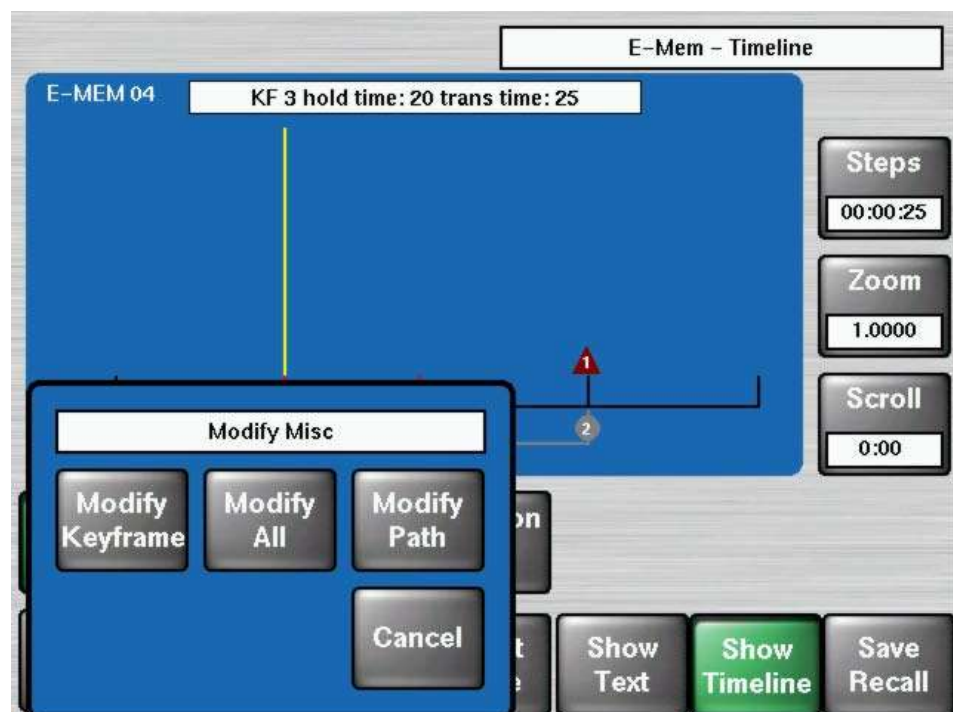 E-Mem - Timeline
E-MEM 04
KF 3 hold time: 20 trans time: 25
Steps
00:00:25
Zoom
1.0000
1
Scroll
0:00
2
Modify Misc
Modify
Keyframe
Modify
All
Modify
Path
Cancel
Show
Text
Show
Timeline
Save
Recall